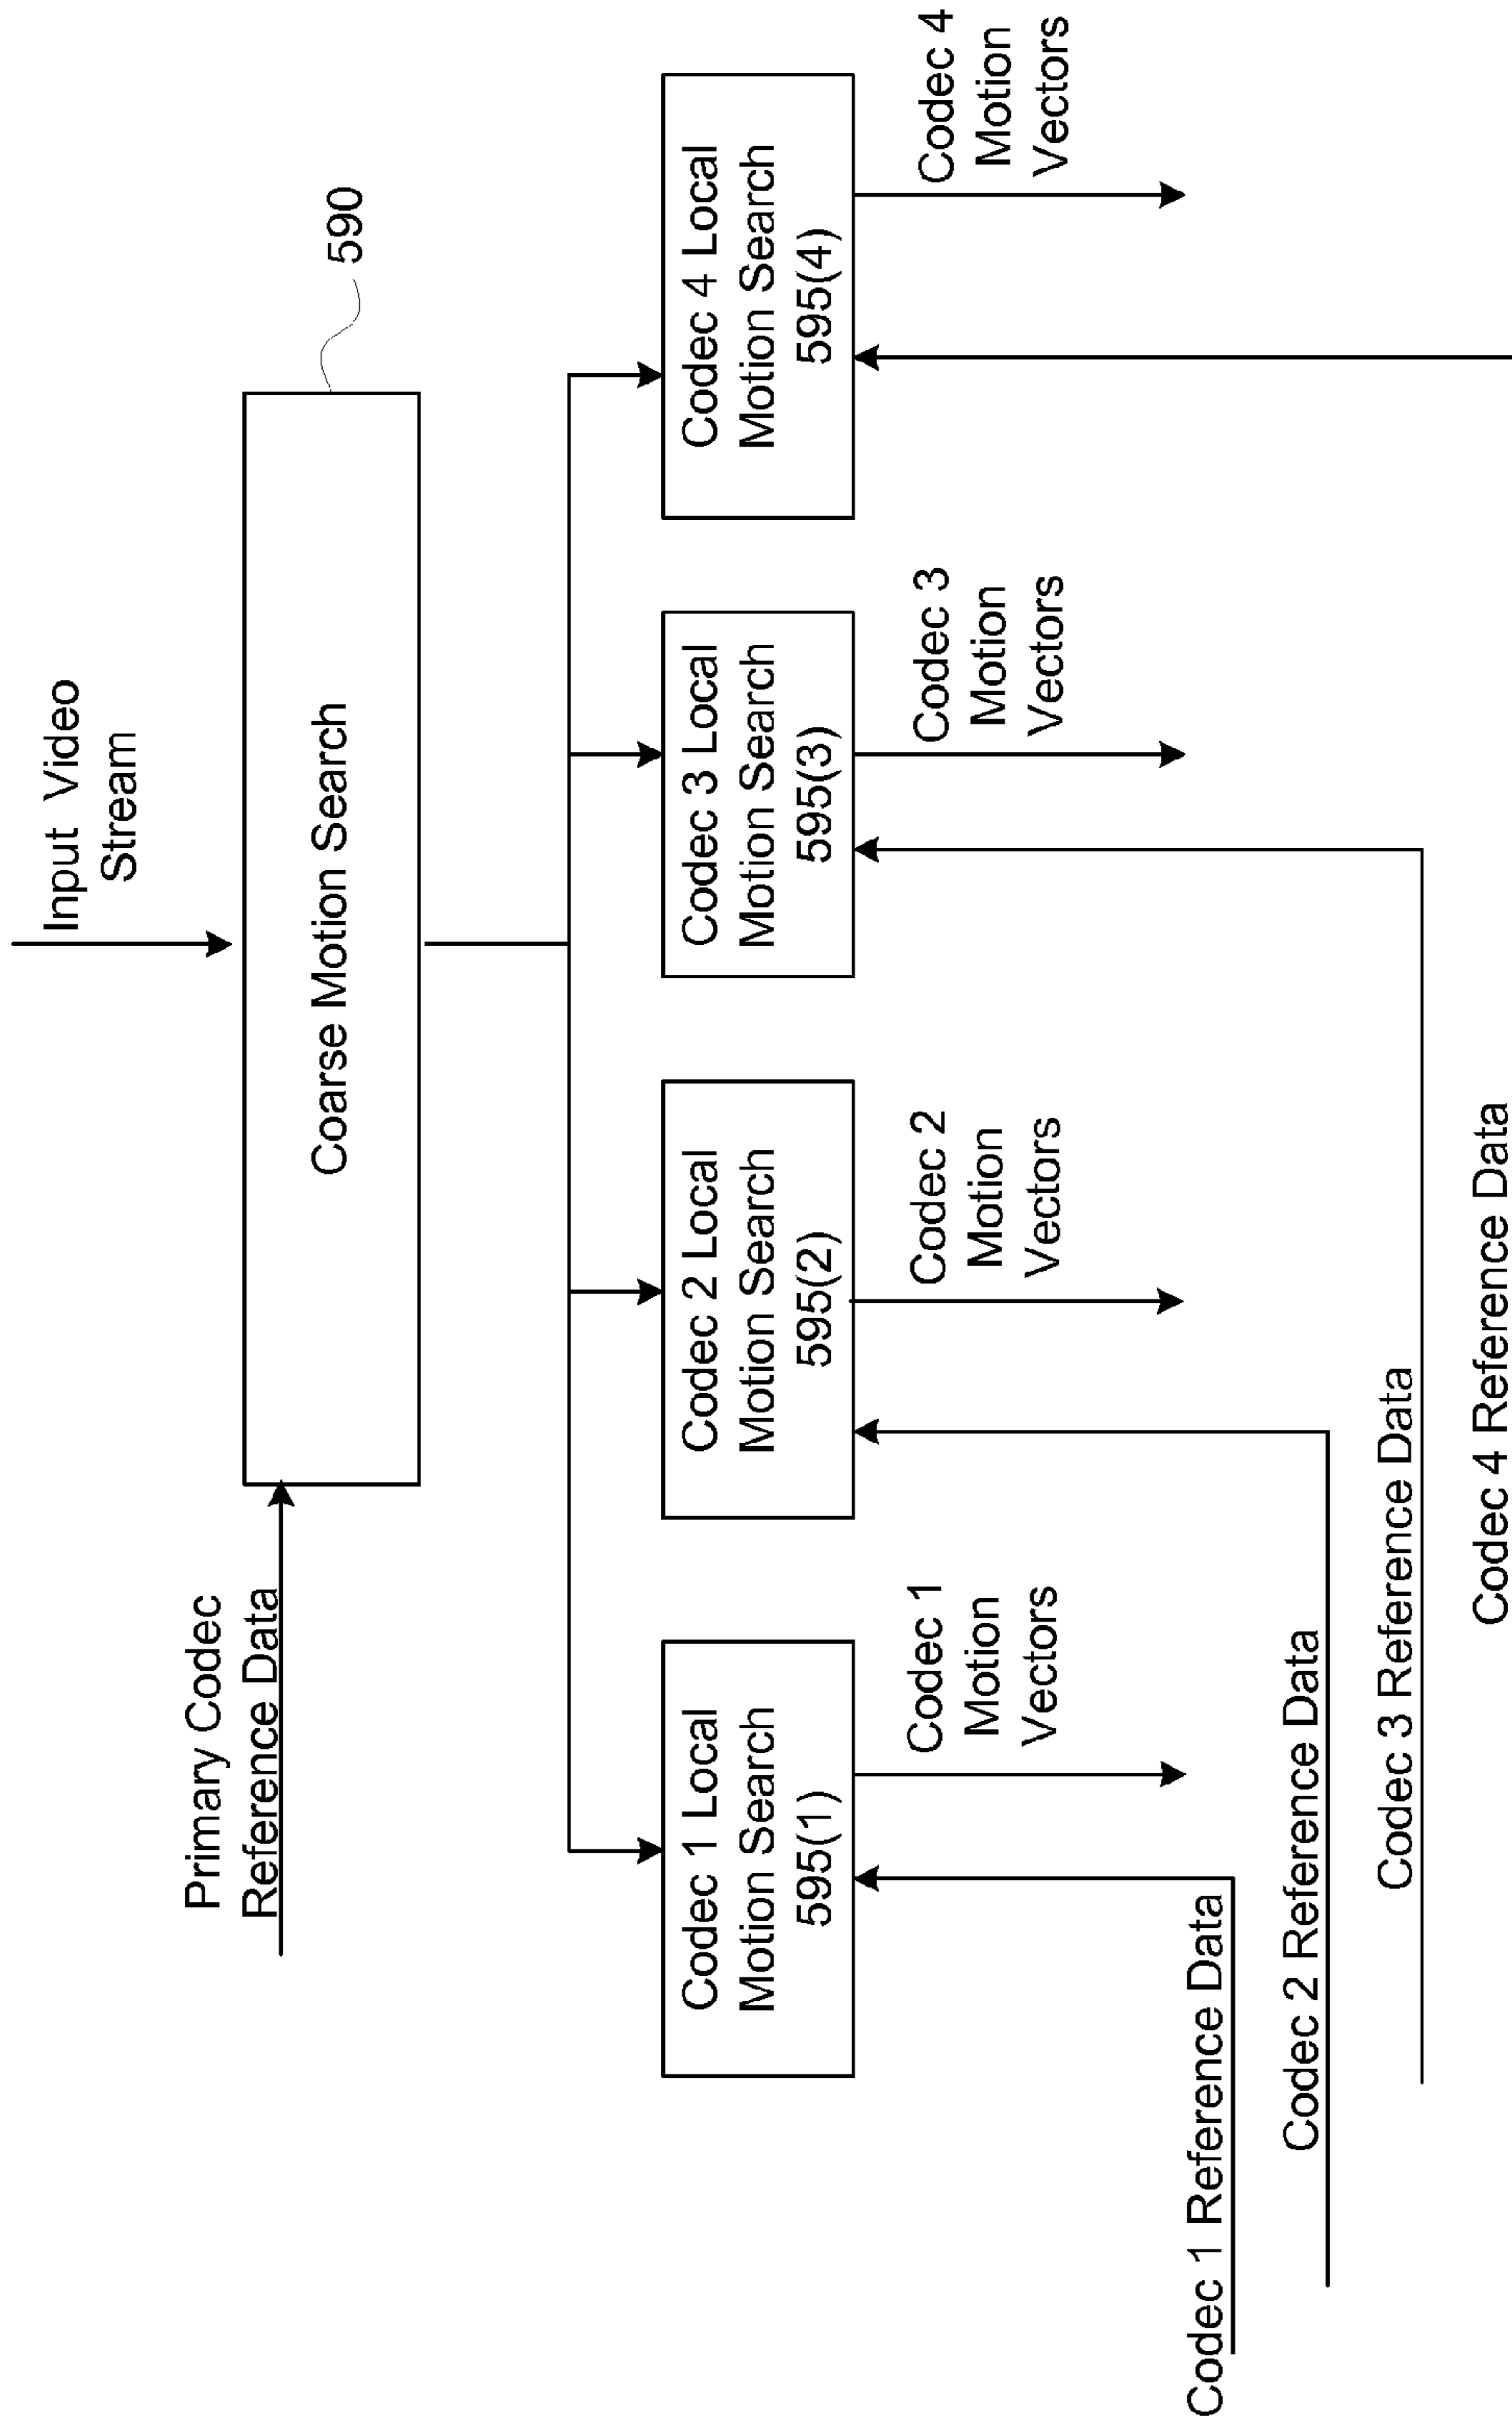 Input Video
Stream
Primary Codec
Reference Data
Coarse Motion Search
590
Codec 1 Local
Motion Search
595(1)
Codec 2 Local
Motion Search
595(2)
Codec 3 Local
Motion Search
595(3)
Codec 4 Local
Motion Search
595(4)
Codec 1
Motion
Vectors
Codec 2
Motion
Vectors
Codec 3
Motion
Vectors
Codec 4
Motion
Vectors
Codec 1 Reference Data
Codec 2 Reference Data
Codec 3 Reference Data
Codec 4 Reference Data